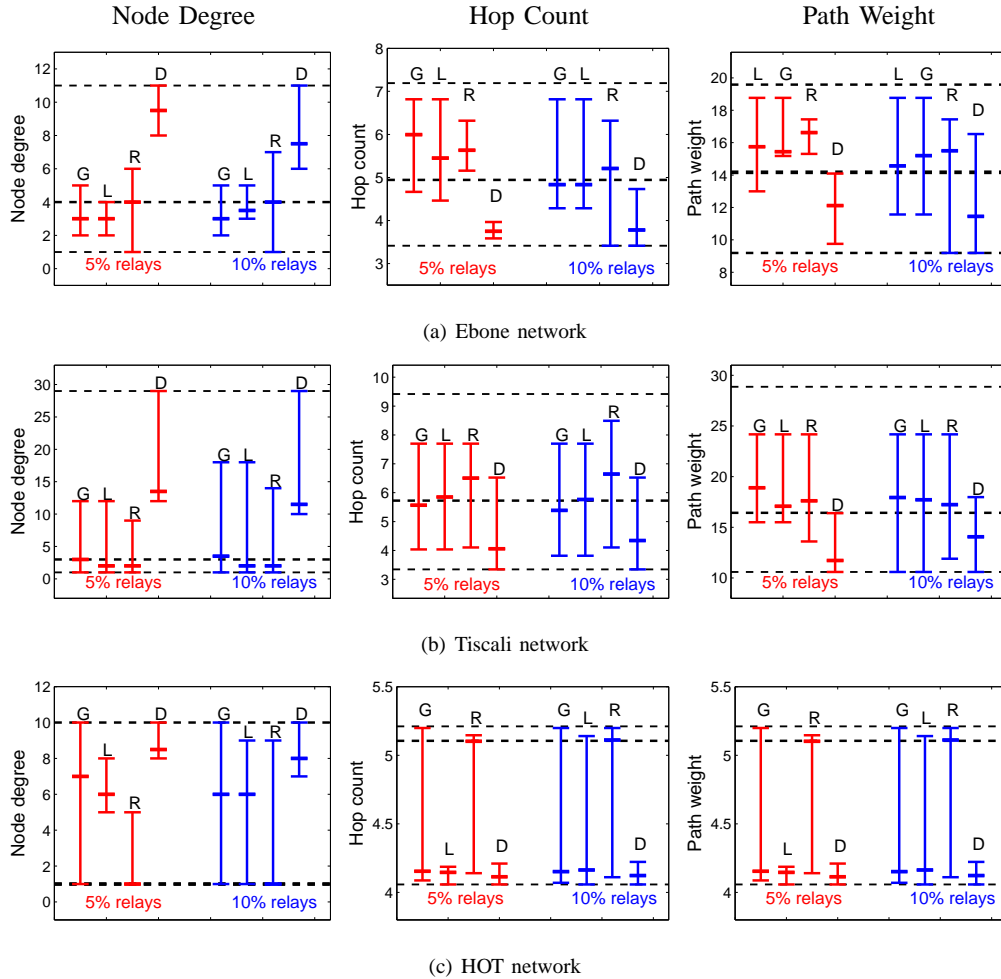 Node Degree
Hop Count
Path Weight
Node degree
12
10
8
6
4
2
0
G
L
R
D
G
L
R
D
5% relays
10% relays
Hop count
8
7
6
5
4
3
G
L
R
D
G
L
R
D
5% relays
10% relays
Path weight
20
18
16
14
12
10
8
L
G
R
D
L
G
R
D
5% relays
10% relays
(a) Ebone network
Node degree
30
25
20
15
10
5
3
0
G
L
R
D
G
L
R
D
5% relays
10% relays
Hop count
10
9
8
7
6
5
4
3
G
L
R
D
G
L
R
D
5% relays
10% relays
Path weight
30
25
20
15
10
G
L
R
D
G
L
R
D
5% relays
10% relays
(b) Tiscali network
Node degree
12
10
8
6
4
2
0
G
L
R
D
G
L
R
D
5% relays
10% relays
Hop count
5.5
5
4.5
4
G
L
R
D
G
L
R
D
5% relays
10% relays
Path weight
5.5
5
4.5
4
G
L
R
D
G
L
R
D
5% relays
10% relays
(c) HOT network